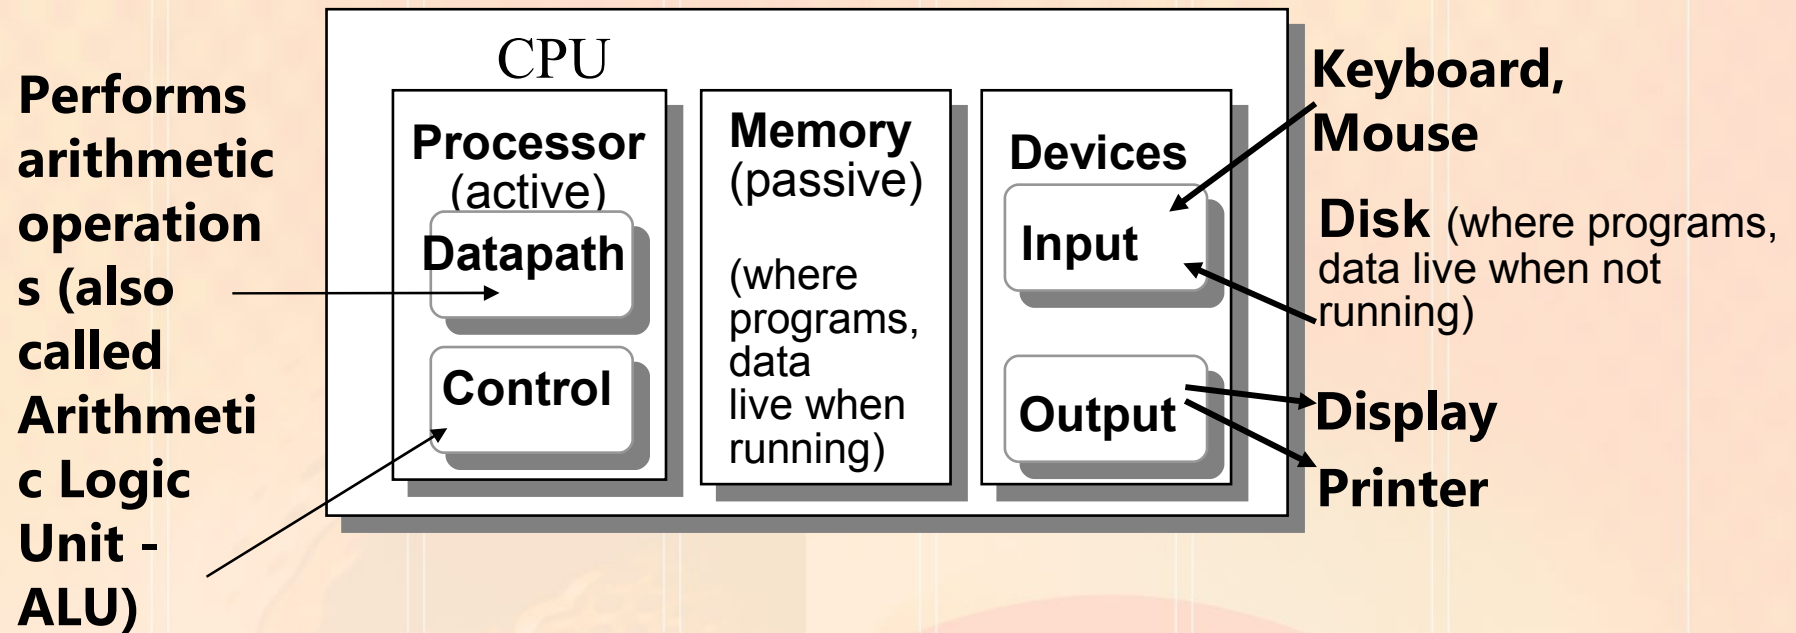 Performs
arithmetic
operation
s (also
called
Arithmeti
c Logic
Unit -
ALU)
CPU
Processor
(active)
Datapath
Control
Memory
(passive)
(where
programs,
data
live when
running)
Devices
Input
Output
Keyboard,
Mouse
Disk (where programs,
data live when not
running)
Display
Printer